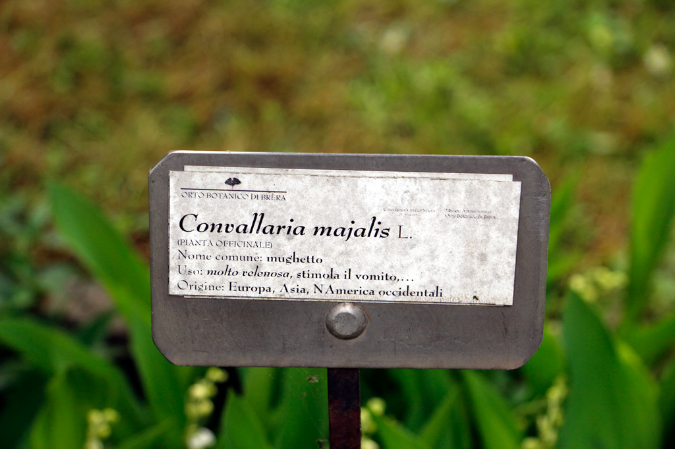 ORTO BOTANICO DI BRERA
Convallaria majalis L.
(PIANTA OFFICINALE)
Nome comune: mughetto
Uso: molto velenosa, stimola il vomito,...
Origine: Europa, Asia, NAmerica occidentali